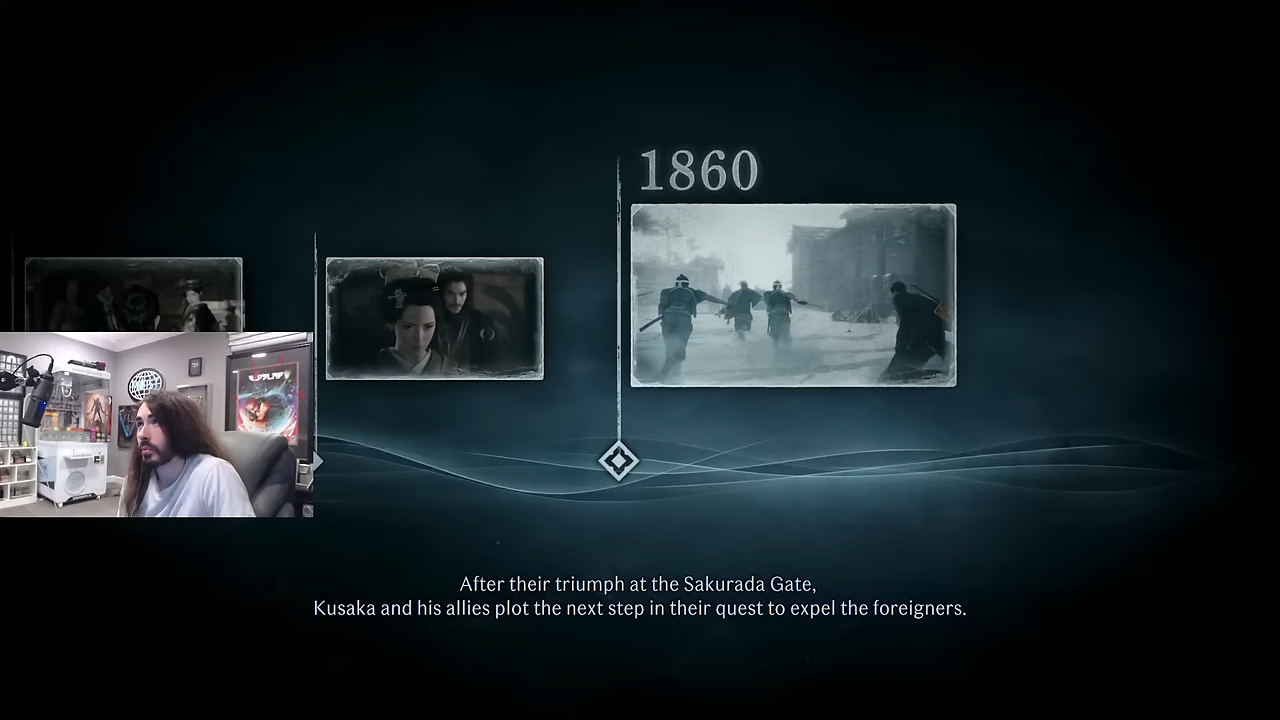 1860
After their triumph at the Sakurada Gate,
Kusaka and his allies plot the next step in their quest to expel the foreigners.